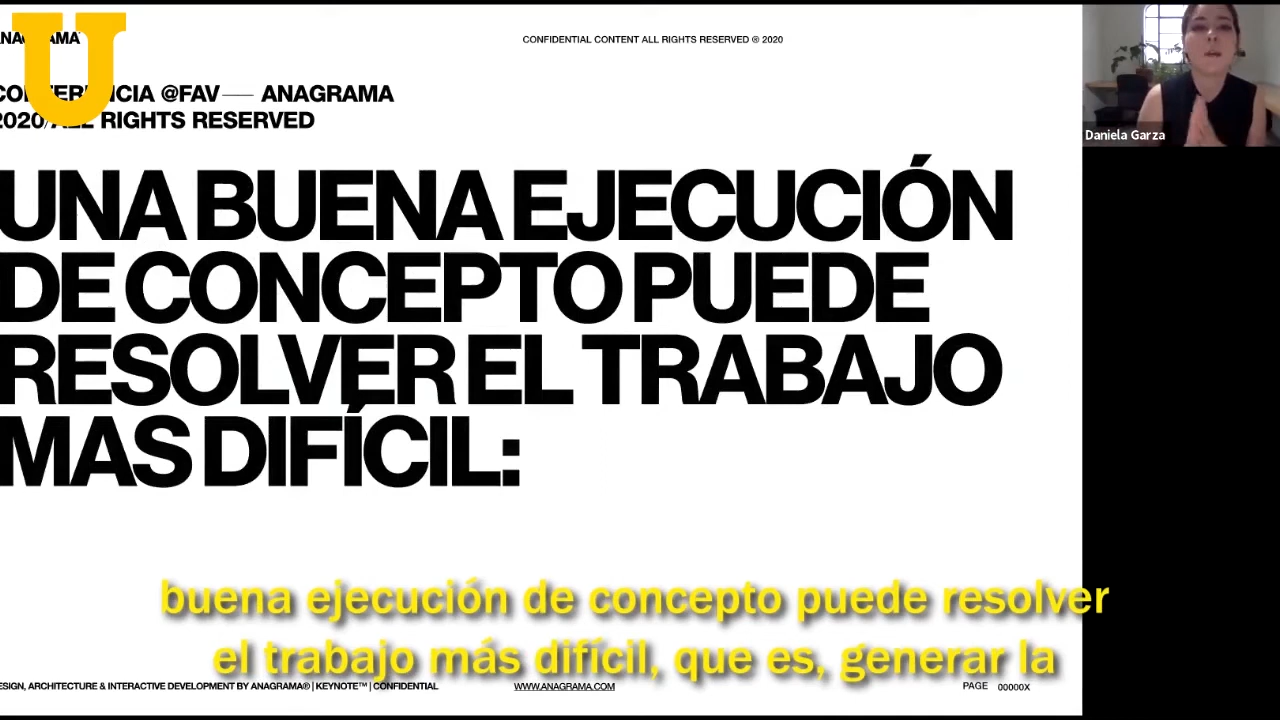 U
CONFIDENTIAL CONTENT ALL RIGHTS RESERVED ® 2020
@FAV — ANAGRAMA
RIGHTS RESERVED
UNA BUENA EJECUCIÓN
DE CONCEPTO PUEDE
RESOLVER EL TRABAJO
MAS DIFÍCIL:
Daniela Garza
buena ejecución de concepto puede resolver
el trabajo más difícil, que es, generar la
ESIGN, ARCHITECTURE & INTERACTIVE DEVELOPMENT BY ANAGRAMA® | KEYNOTE™ | CONFIDENTIAL
WWW.ANAGRAMA.COM
PAGE 00000X